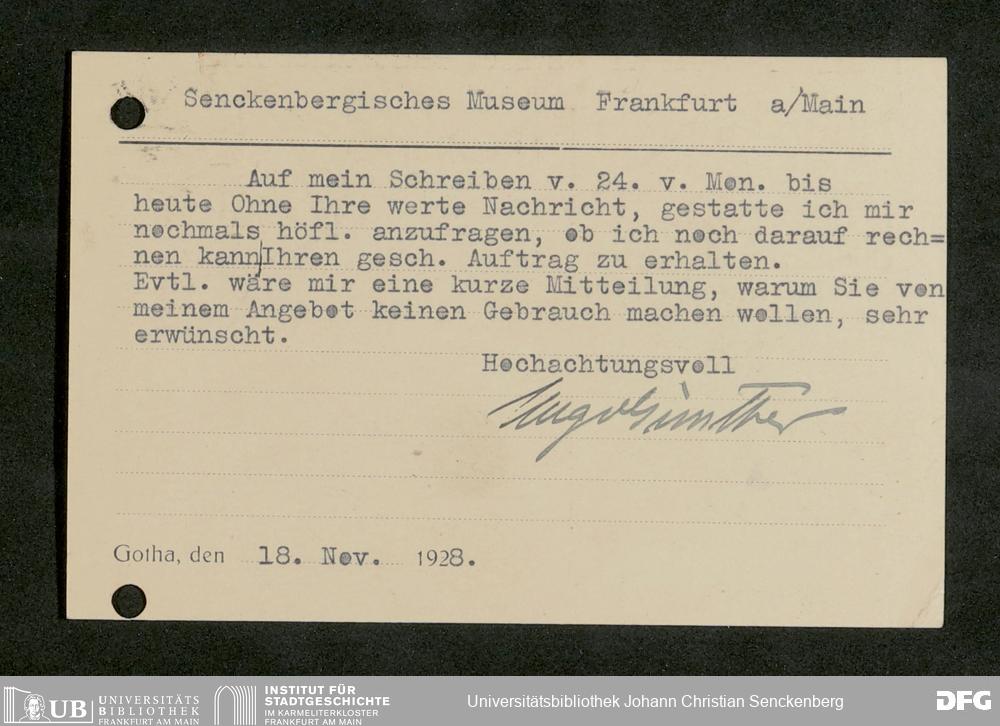 Senckenbergisches Museum Frankfurt a/Main
Auf mein Schreiben v. 24. v. Mon. bis
heute Ohne Ihre werte Nachricht, gestatte ich mir
nochmals höfl. anzufragen, ob ich noch darauf rech=
nen kann, Ihren gesch. Auftrag zu erhalten.
Evtl. wäre mir eine kurze Mitteilung, warum Sie von
meinem Angebot keinen Gebrauch machen wollen, sehr
erwünscht.
Hochachtungsvoll
Hugo Günther
Gotha, den 18. Nov. 1928.
UB UNIVERSITÄTS
BIBLIOTHEK
FRANKFURT AM MAIN
INSTITUT FÜR
STADTGESCHICHTE
IM KARMELITERKLOSTER
FRANKFURT AM MAIN
Universitätsbibliothek Johann Christian Senckenberg
DFG